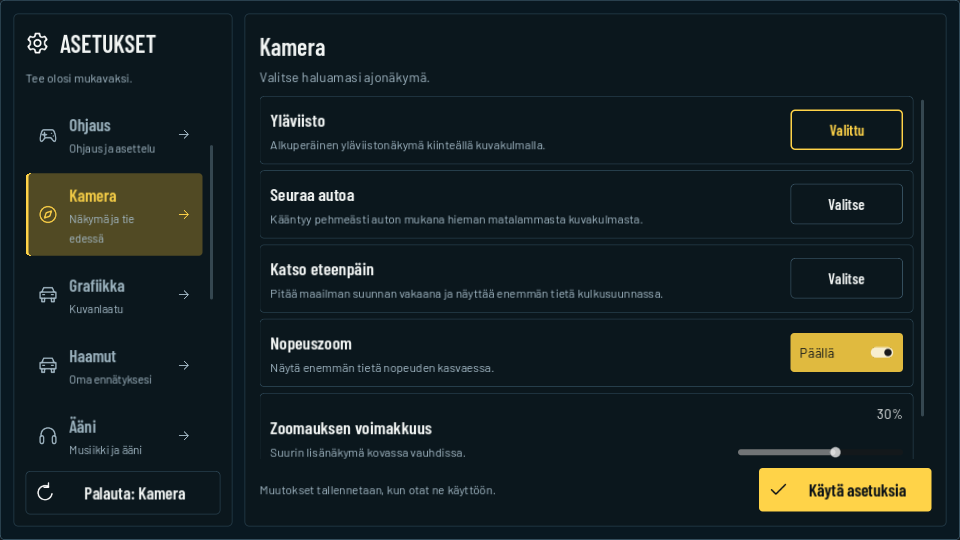 ASETUKSET
Tee olosi mukavaksi.
Ohjaus
Ohjaus ja asettelu
Kamera
Näkymä ja tie
edessä
Grafiikka
Kuvanlaatu
Haamut
Oma ennätyksesi
Ääni
Musiikki ja ääni
Palauta: Kamera
Kamera
Valitse haluamasi ajonäkymä.
Yläviisto
Alkuperäinen yläviistonäkymä kiinteällä kuvakulmalla.
Valittu
Seuraa autoa
Kääntyy pehmeästi auton mukana hieman matalammasta kuvakulmasta.
Valitse
Katso eteenpäin
Pitää maailman suunnan vakaana ja näyttää enemmän tietä kulkusuunnassa.
Valitse
Nopeuszoom
Näytä enemmän tietä nopeuden kasvaessa.
Päällä
30%
Zoomauksen voimakkuus
Suurin lisänäkymä kovassa vauhdissa.
Muutokset tallennetaan, kun otat ne käyttöön.
Käytä asetuksia